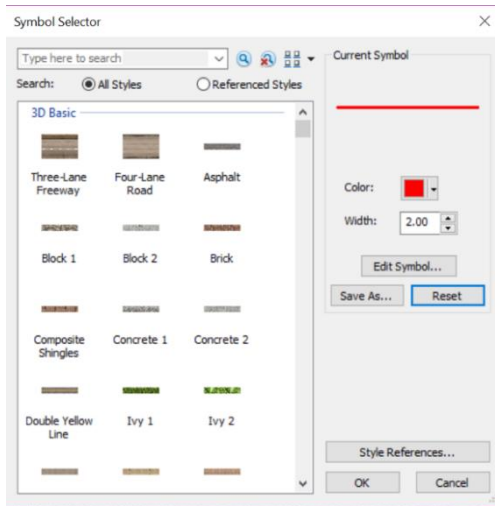 Symbol Selector
Type here to search
Search:
All Styles
Referenced Styles
3D Basic
Three-Lane
Freeway
Four-Lane
Road
Asphalt
Block 1
Block 2
Brick
Composite
Shingles
Concrete 1
Concrete 2
Double Yellow
Line
Ivy 1
Ivy 2
Current Symbol
Color:
Width:
2.00
Edit Symbol...
Save As...
Reset
Style References...
OK
Cancel